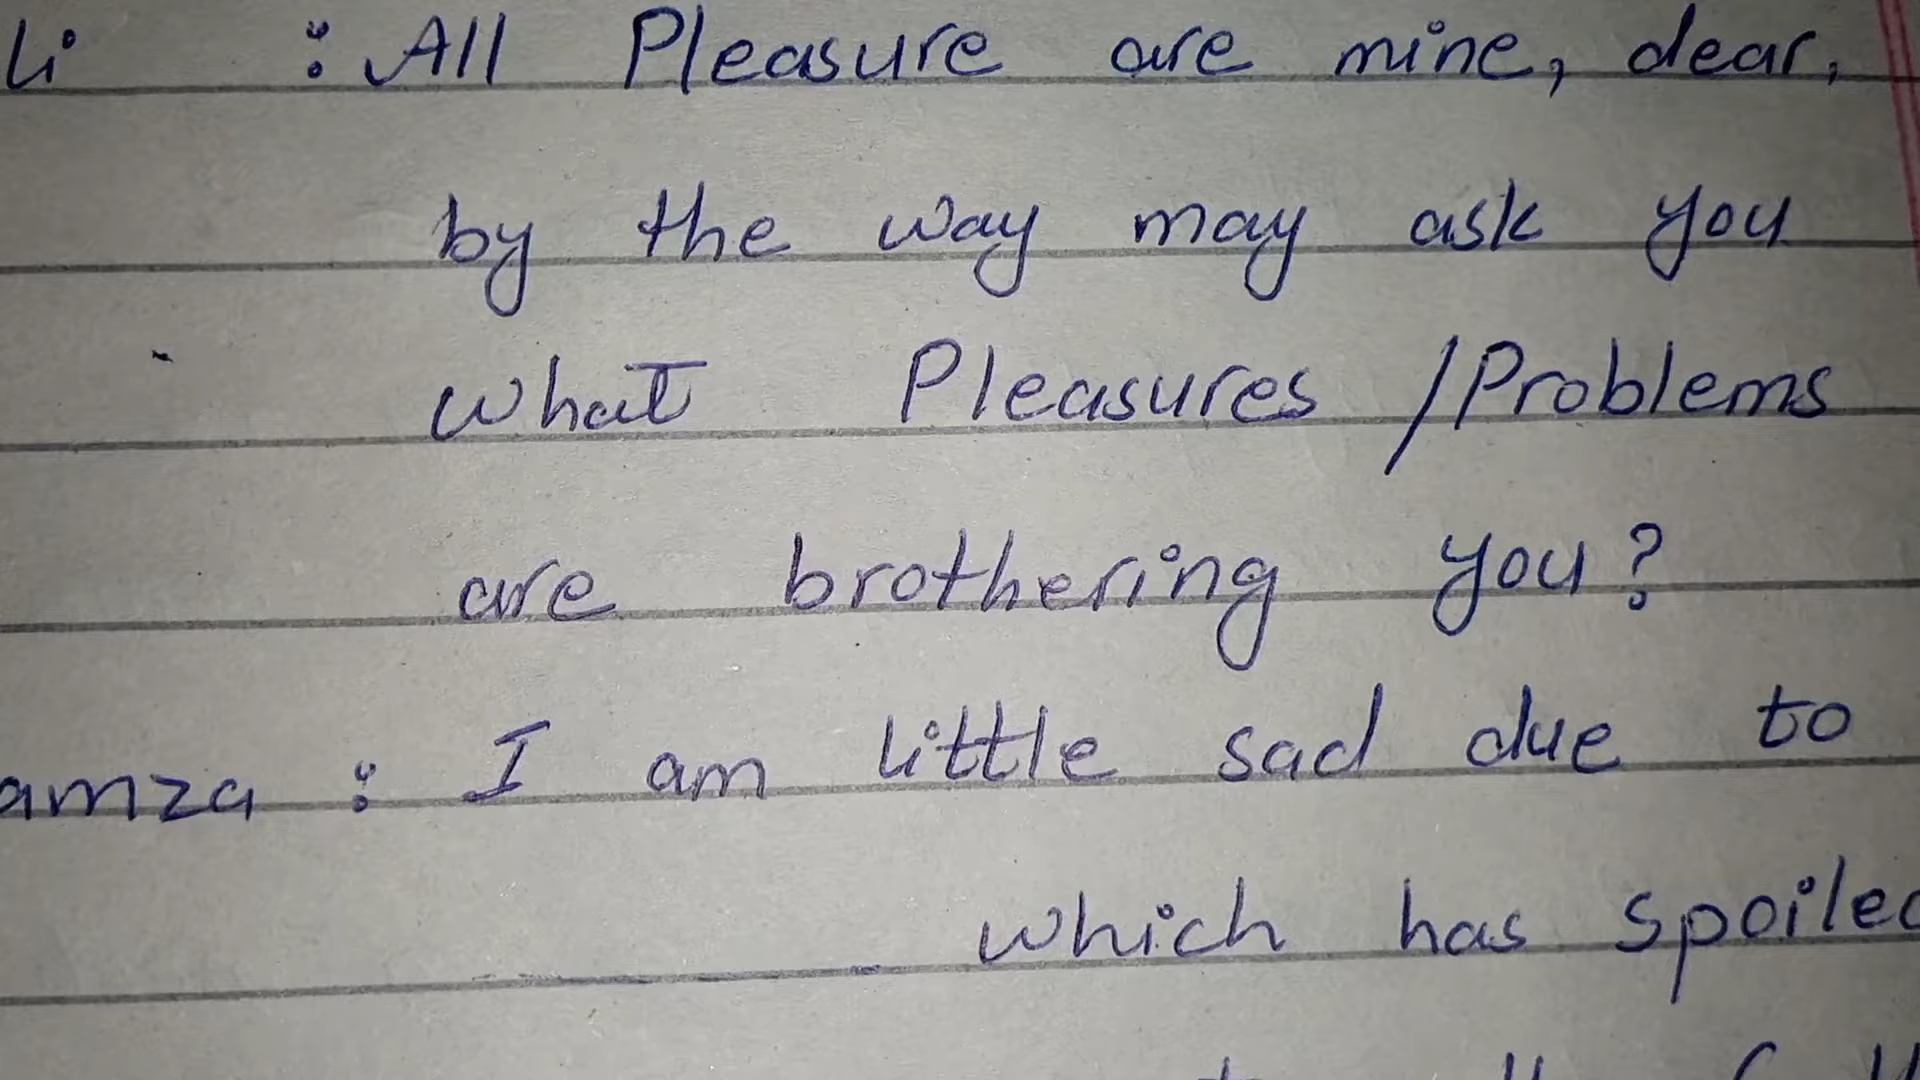 li : All Pleasure are mine, dear,
by the way may ask you
what Pleasures /Problems
are brothering you?
amza : I am little sad due to
which has spoiled